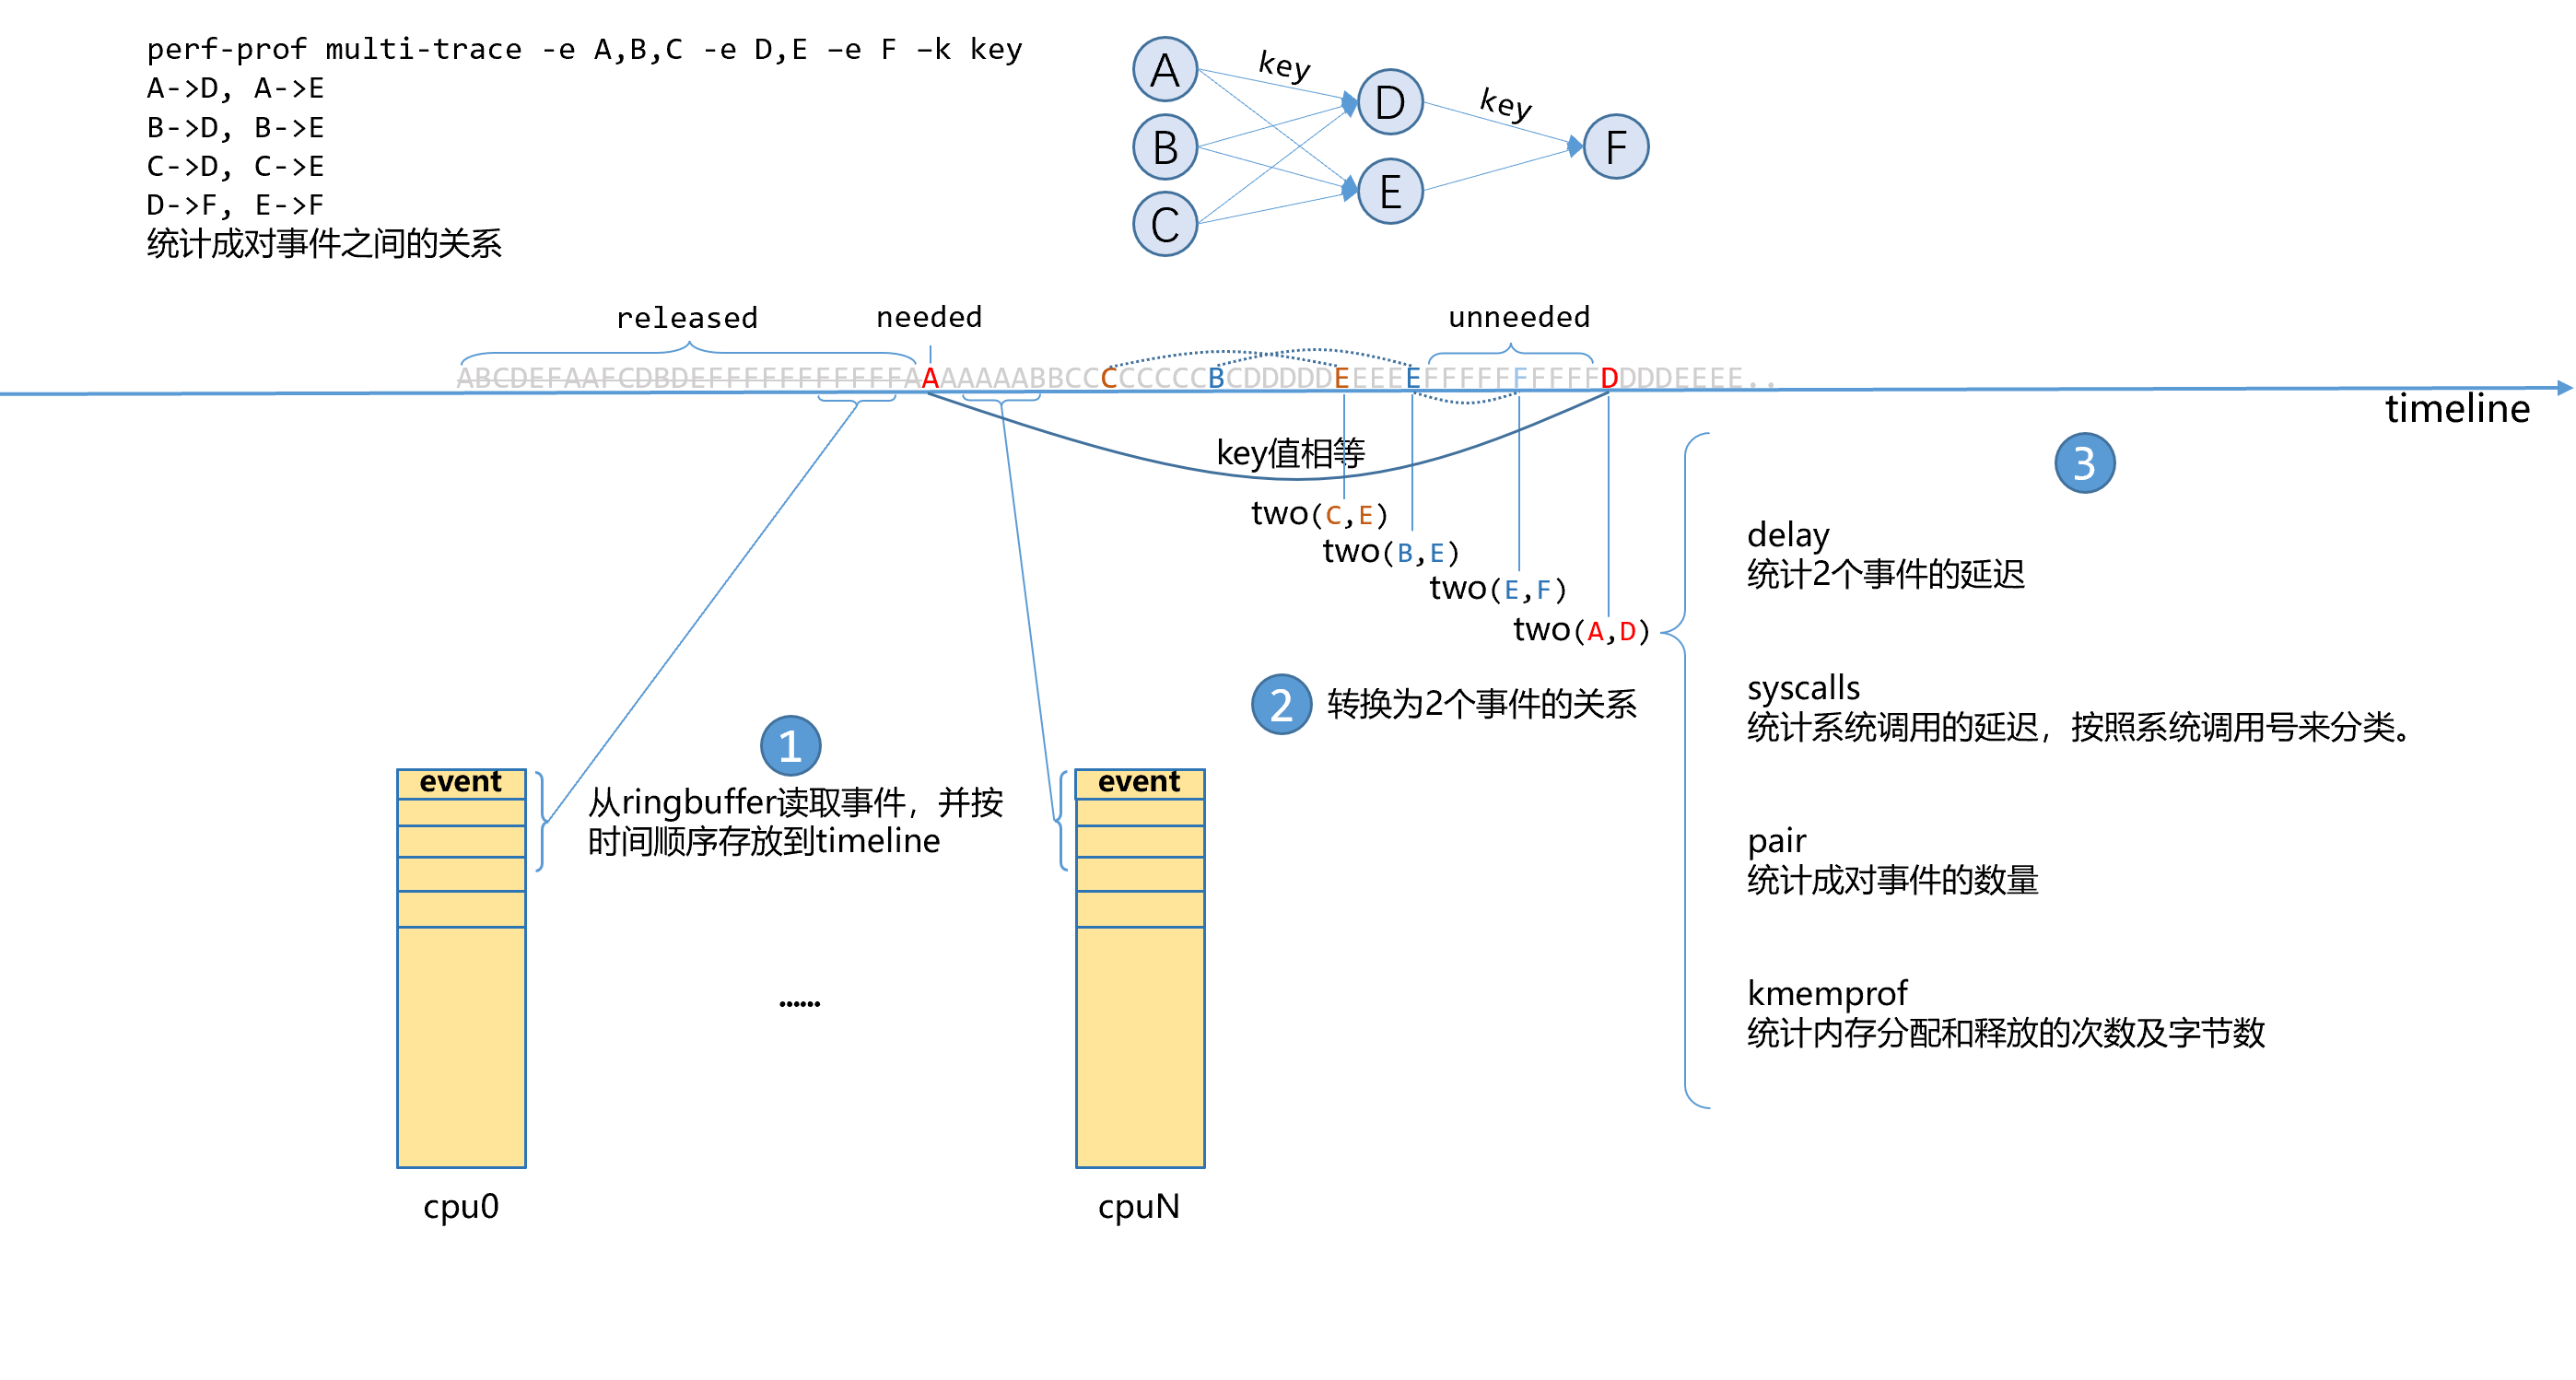 perf-prof multi-trace -e A,B,C -e D,E –e F –k key
A->D, A->E
B->D, B->E
C->D, C->E
D->F, E->F
统计成对事件之间的关系
A
B
C
key
D
E
key
F
released
needed
unneeded
timeline
key值相等
two(C,E)
two(B,E)
two(E,F)
two(A,D)
3
delay
统计2个事件的延迟
syscalls
统计系统调用的延迟，按照系统调用号来分类。
pair
统计成对事件的数量
kmemprof
统计内存分配和释放的次数及字节数
2 转换为2个事件的关系
1
从ringbuffer读取事件，并按
时间顺序存放到timeline
event
event
......
cpu0
cpuN